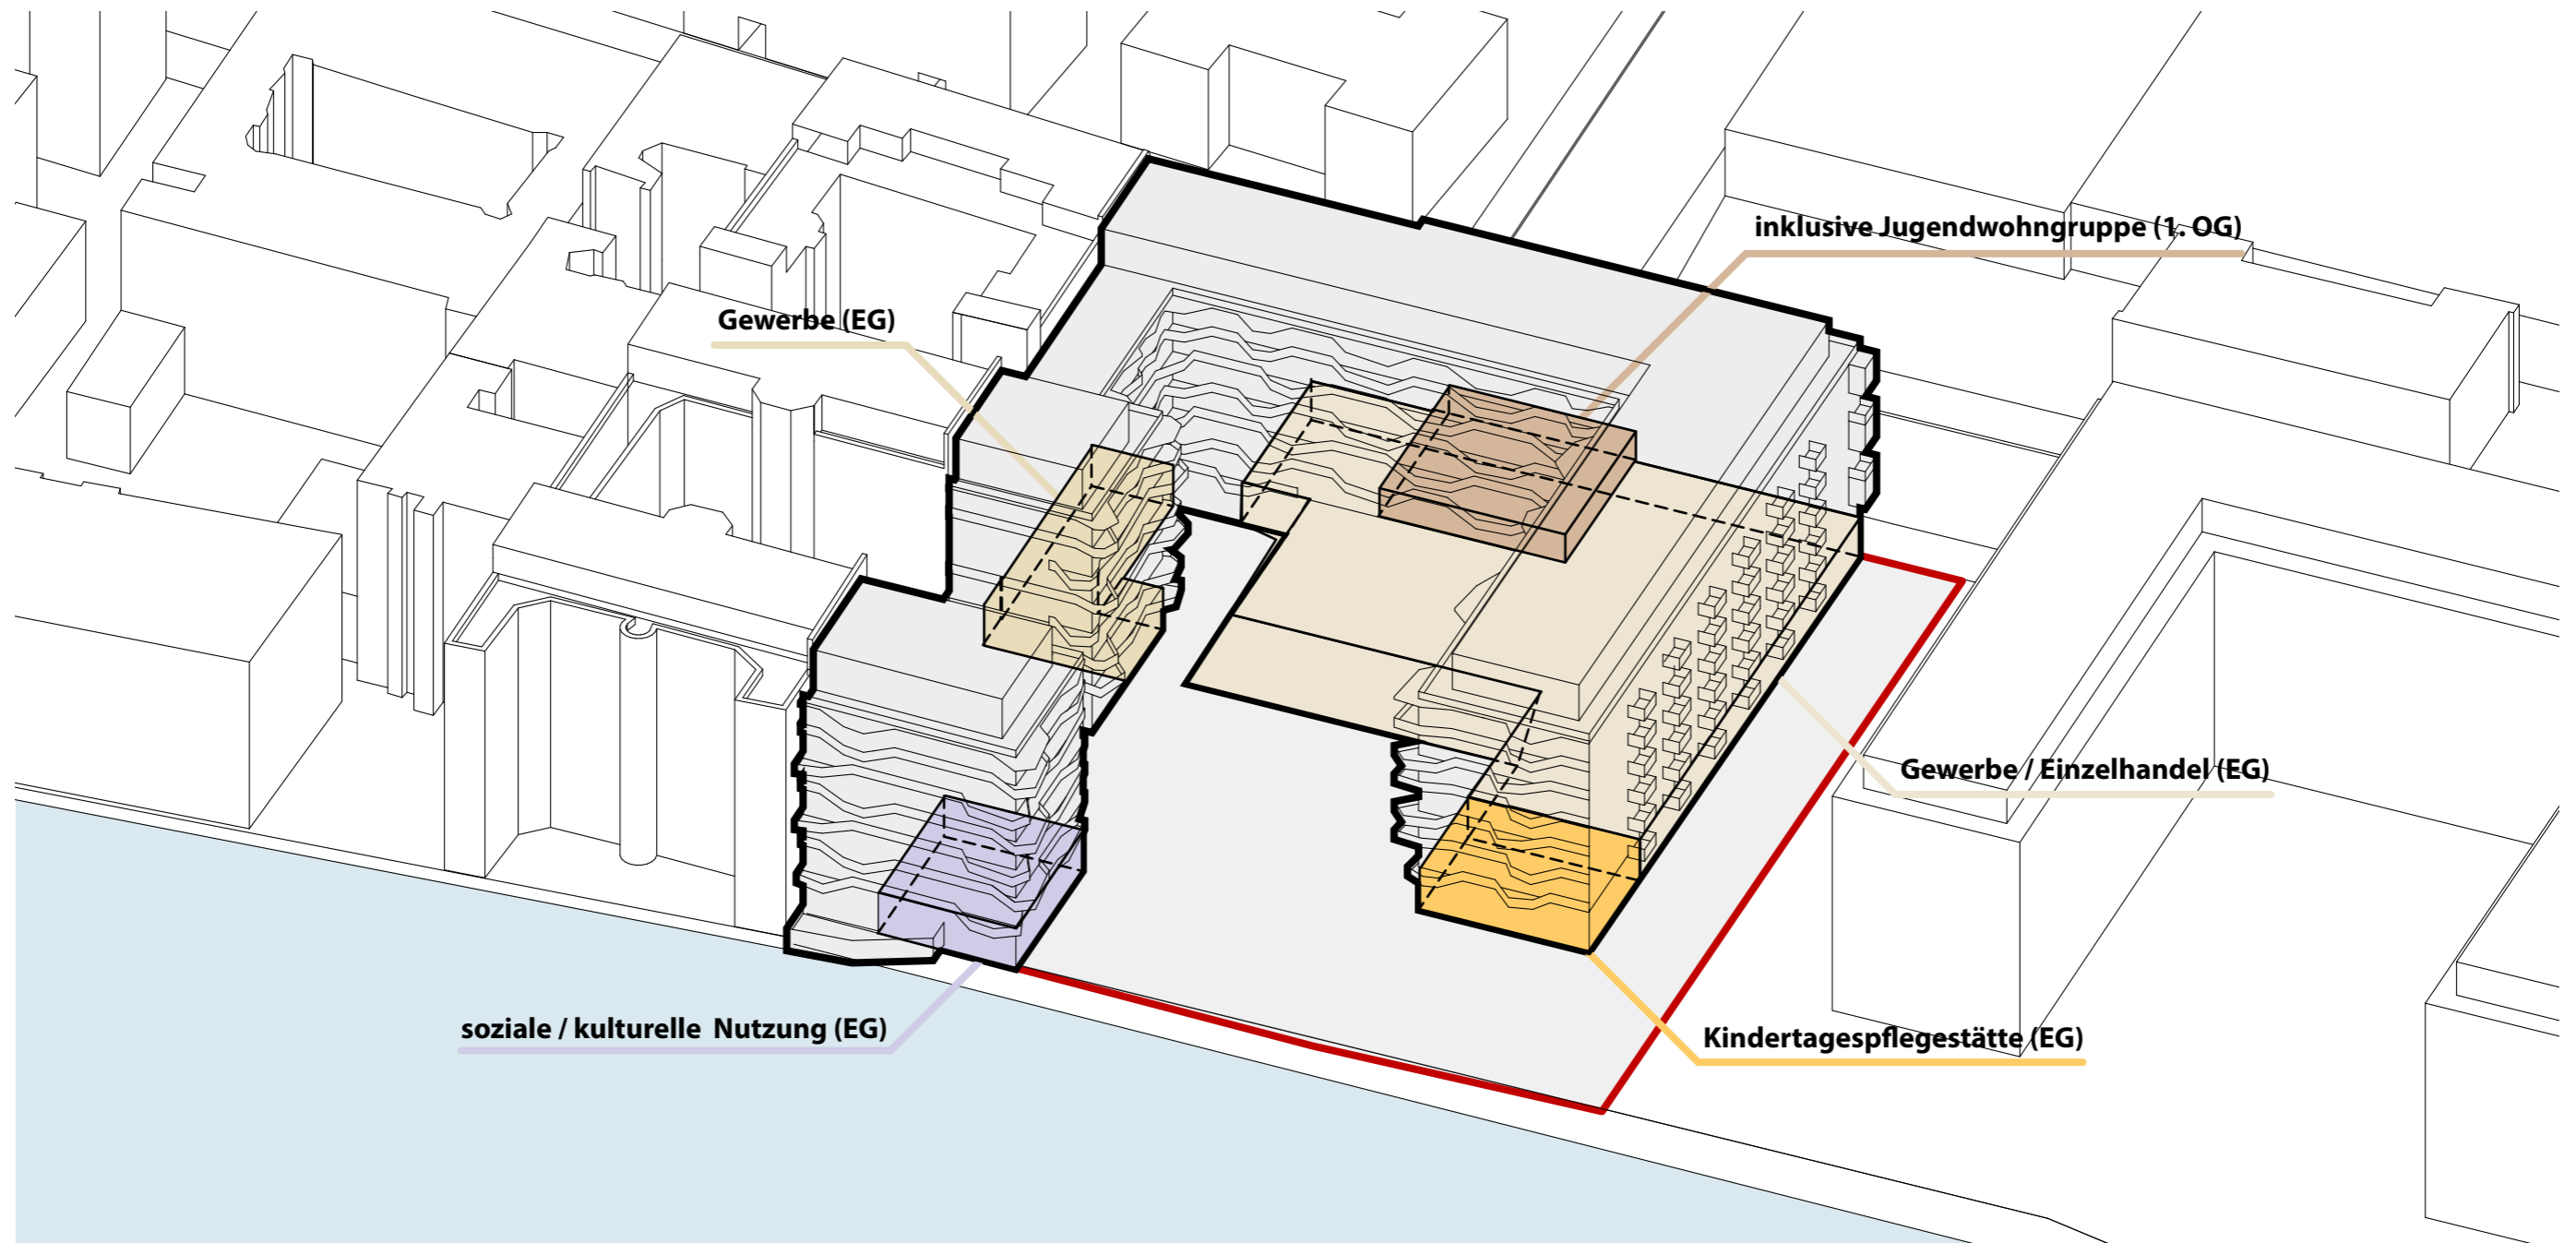 inklusive Jugendwohngruppe (1. OG)
Gewerbe (EG)
Gewerbe / Einzelhandel (EG)
soziale / kulturelle  Nutzung (EG)
Kindertagespflegestätte (EG)